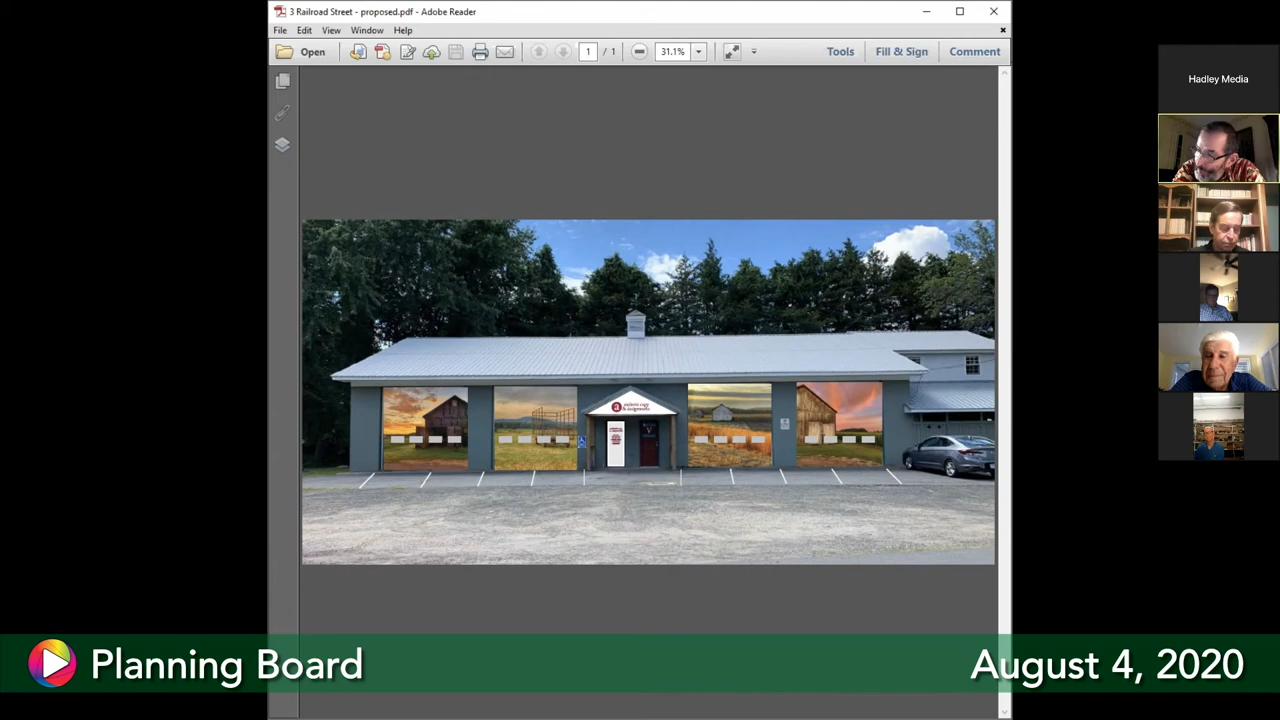 3 Railroad Street - proposed.pdf - Adobe Reader
File Edit View Window Help
Open 1 / 1 31.1% Tools Fill & Sign Comment
Hadley Media
a
Planning Board
August 4, 2020